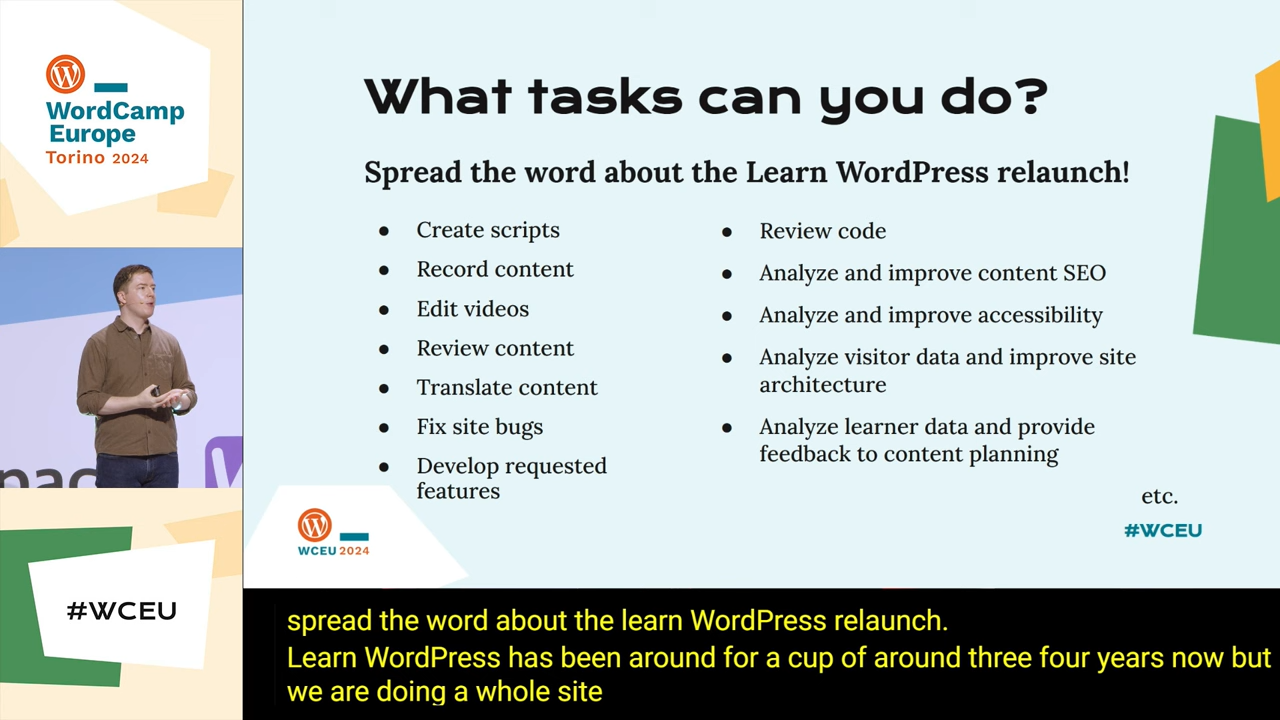 WordCamp
Europe
Torino 2024
#WCEU
What tasks can you do?
Spread the word about the Learn WordPress relaunch!
● Create scripts
● Record content
● Edit videos
● Review content
● Translate content
● Fix site bugs
● Develop requested
features
● Review code
● Analyze and improve content SEO
● Analyze and improve accessibility
● Analyze visitor data and improve site
architecture
● Analyze learner data and provide
feedback to content planning
etc.
#WCEU
WCEU 2024
spread the word about the learn WordPress relaunch.
Learn WordPress has been around for a cup of around three four years now but
we are doing a whole site